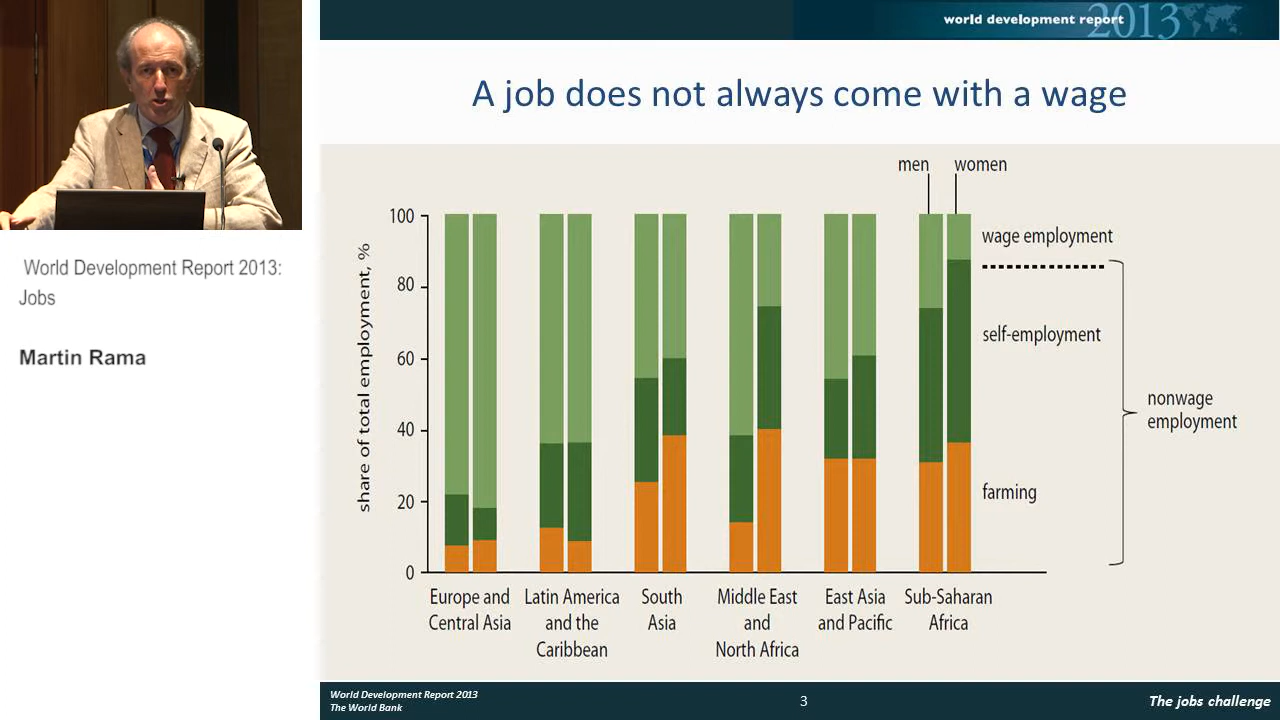 world development report
2013
A job does not always come with a wage
World Development Report 2013:
Jobs
Martin Rama
men women
share of total employment, %
100
80
60
40
20
0
wage employment
self-employment
farming
nonwage
employment
Europe and
Central Asia
Latin America
and the
Caribbean
South
Asia
Middle East
and
North Africa
East Asia
and Pacific
Sub-Saharan
Africa
World Development Report 2013
The World Bank
3
The jobs challenge